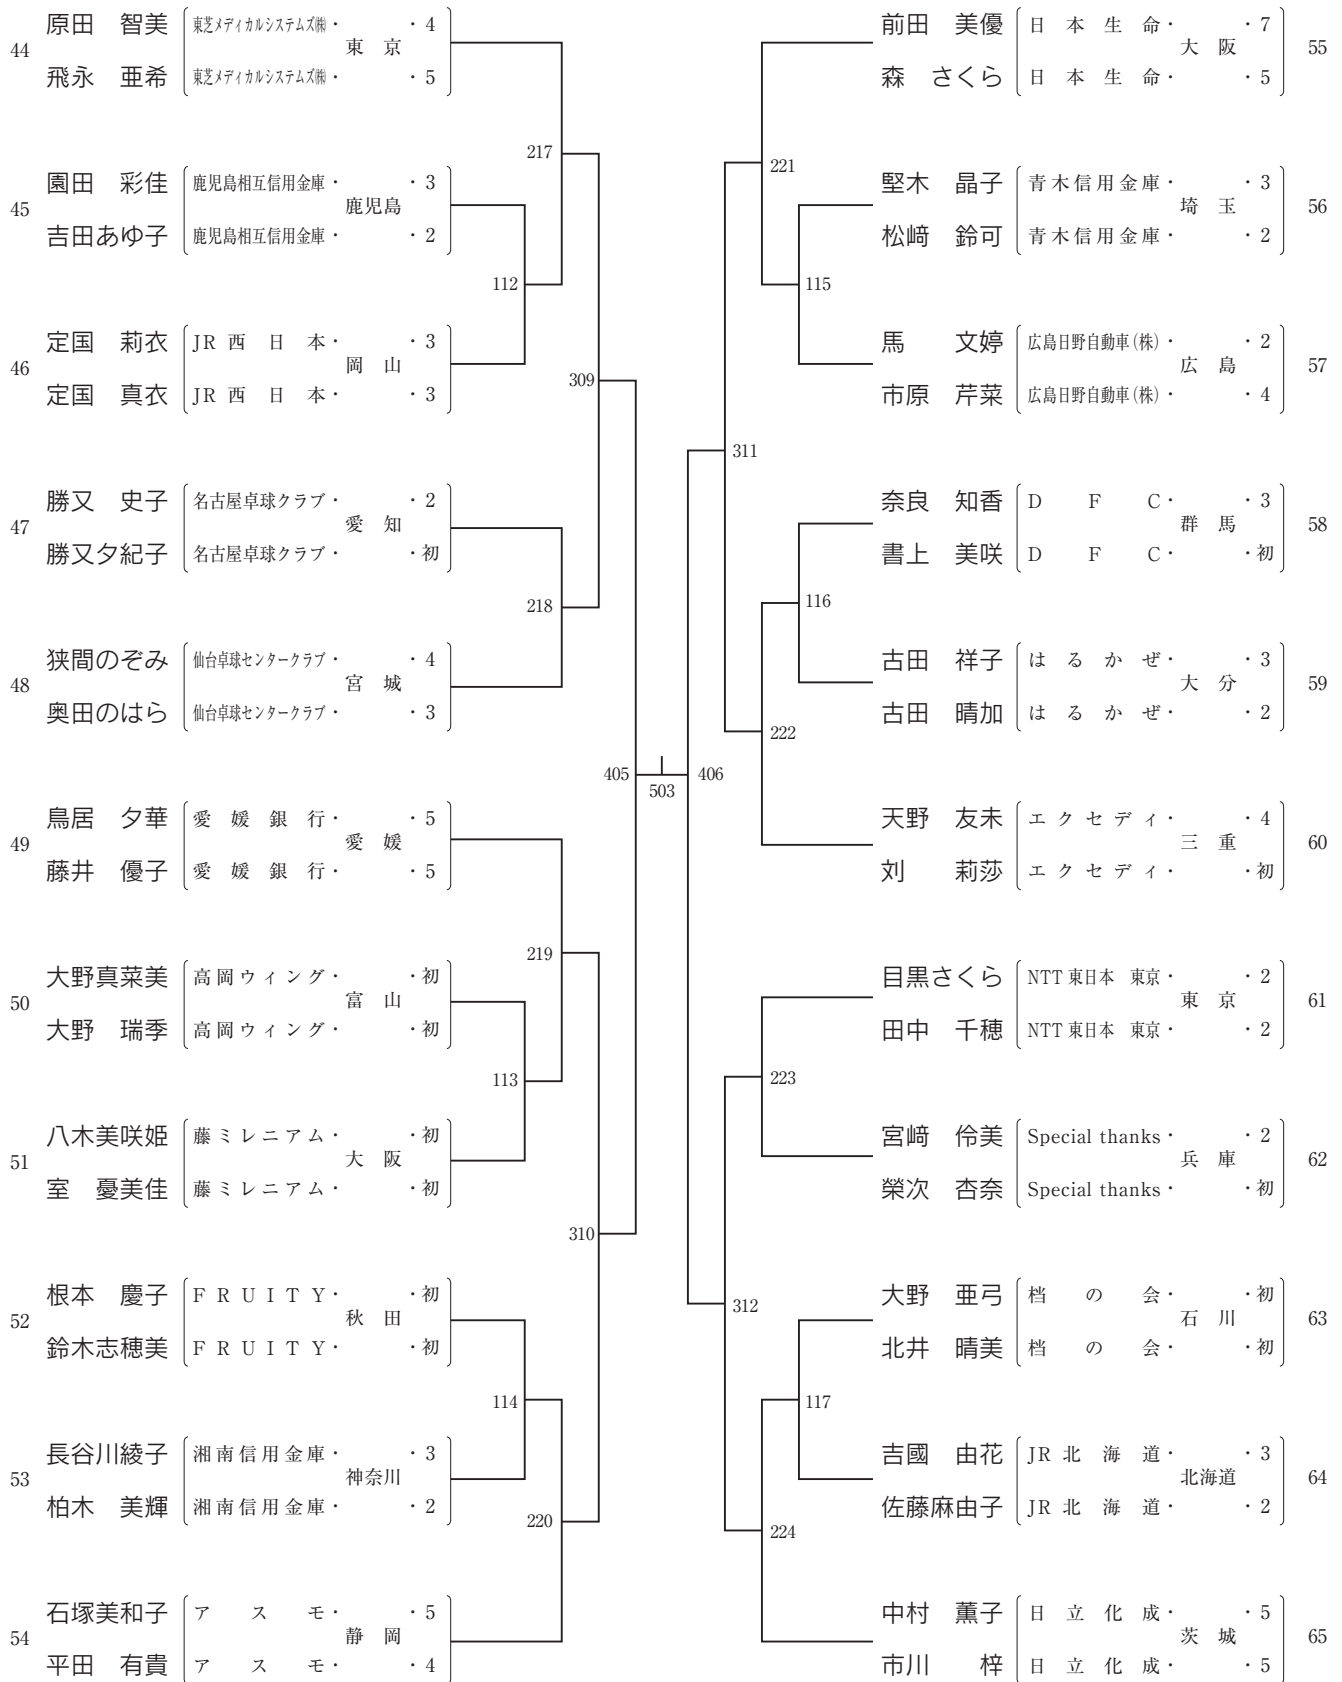 原田　智美 東芝メディカルシステムズ㈱・　・4
44 東　京
飛永　亜希 東芝メディカルシステムズ㈱・　・5
217
園田　彩佳 鹿児島相互信用金庫・　・3
45 鹿児島
吉田あゆ子 鹿児島相互信用金庫・　・2
112
定国　莉衣 JR 西日本・　・3
46 岡　山
定国　真衣 JR 西日本・　・3
309
勝又　史子 名古屋卓球クラブ・　・2
47 愛　知
勝又夕紀子 名古屋卓球クラブ・　・初
218
狭間のぞみ 仙台卓球センタークラブ・　・4
48 宮　城
奥田のはら 仙台卓球センタークラブ・　・3
405 503 406
鳥居　夕華 愛媛銀行・　・5
49 愛　媛
藤井　優子 愛媛銀行・　・5
219
大野真菜美 高岡ウィング・　・初
50 富　山
大野　瑞季 高岡ウィング・　・初
113
八木美咲姫 藤ミレニアム・　・初
51 大　阪
室　憂美佳 藤ミレニアム・　・初
310
根本　慶子 FRUITY・　・初
52 秋　田
鈴木志穂美 FRUITY・　・初
114
長谷川綾子 湘南信用金庫・　・3
53 神奈川
柏木　美輝 湘南信用金庫・　・2
220
石塚美和子 アスモ・　・5
54 静　岡
平田　有貴 アスモ・　・4
前田　美優 日本生命・　・7
大　阪 55
森　さくら 日本生命・　・5
221
堅木　晶子 青木信用金庫・　・3
埼　玉 56
松﨑　鈴可 青木信用金庫・　・2
115
馬　　文婷 広島日野自動車(株)・　・2
広　島 57
市原　芹菜 広島日野自動車(株)・　・4
311
奈良　知香 DFC・　・3
群　馬 58
書上　美咲 DFC・　・初
116
古田　祥子 はるかぜ・　・3
大　分 59
古田　晴加 はるかぜ・　・2
222
天野　友未 エクセディ・　・4
三　重 60
刘　　莉莎 エクセディ・　・初
目黒さくら NTT 東日本 東京・　・2
東　京 61
田中　千穂 NTT 東日本 東京・　・2
223
宮﨑　伶美 Special thanks・　・2
兵　庫 62
榮次　杏奈 Special thanks・　・初
312
大野　亜弓 档の会・　・初
石　川 63
北井　晴美 档の会・　・初
117
吉國　由花 JR 北海道・　・3
北海道 64
佐藤麻由子 JR 北海道・　・2
224
中村　薫子 日立化成・　・5
茨　城 65
市川　　梓 日立化成・　・5